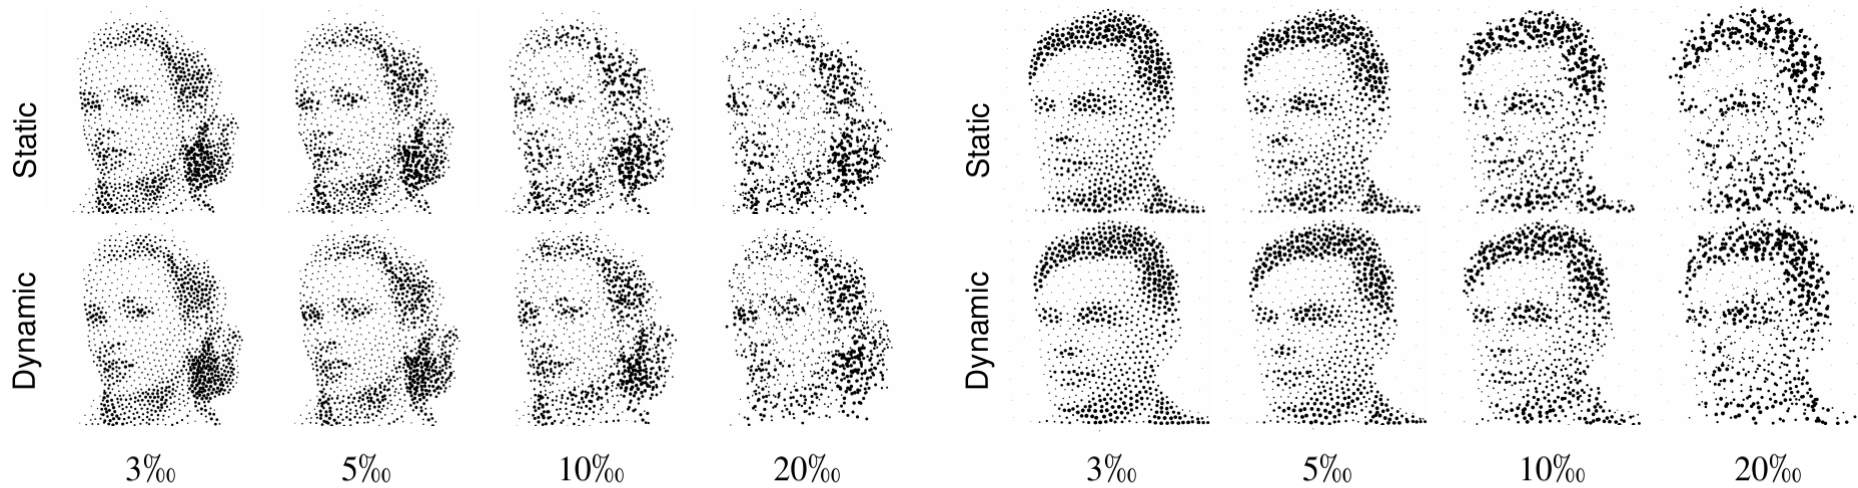 Static
Static
Dynamic
Dynamic
3‰ 5‰ 10‰ 20‰ 3‰ 5‰ 10‰ 20‰